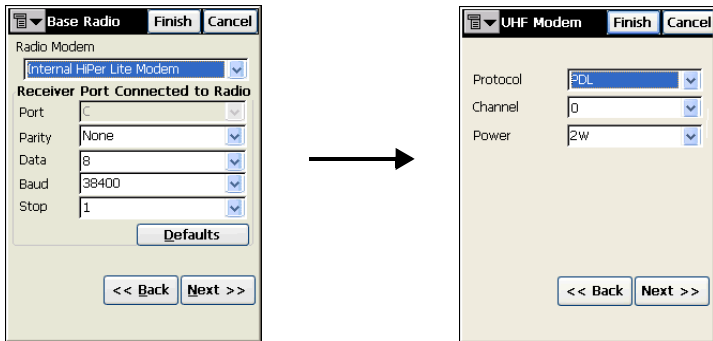 Base Radio Finish Cancel
Radio Modem
Internal HiPer Lite Modem
Receiver Port Connected to Radio
Port C
Parity None
Data 8
Baud 38400
Stop 1
Defaults
<< Back Next >>
UHF Modem Finish Cancel
Protocol PDL
Channel 0
Power 2W
<< Back Next >>